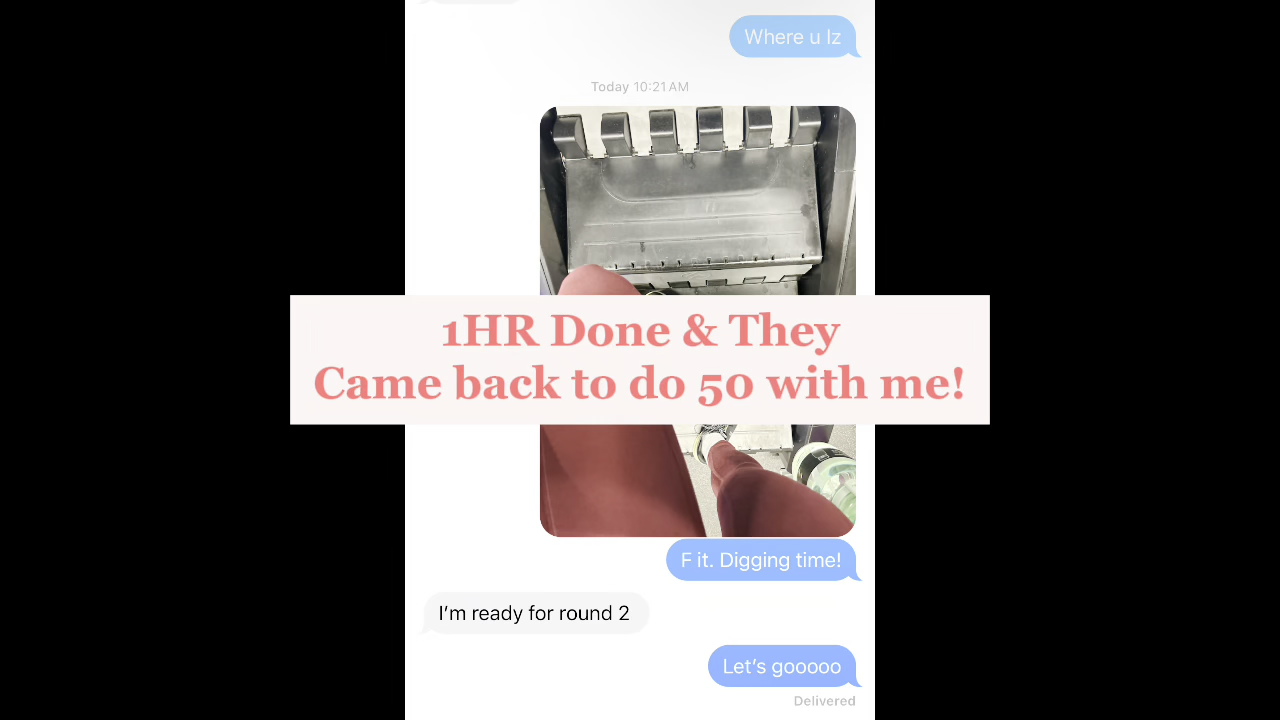 Where u Iz
Today 10:21 AM
1HR Done & They
Came back to do 50 with me!
F it. Digging time!
I'm ready for round 2
Let's gooooo
Delivered